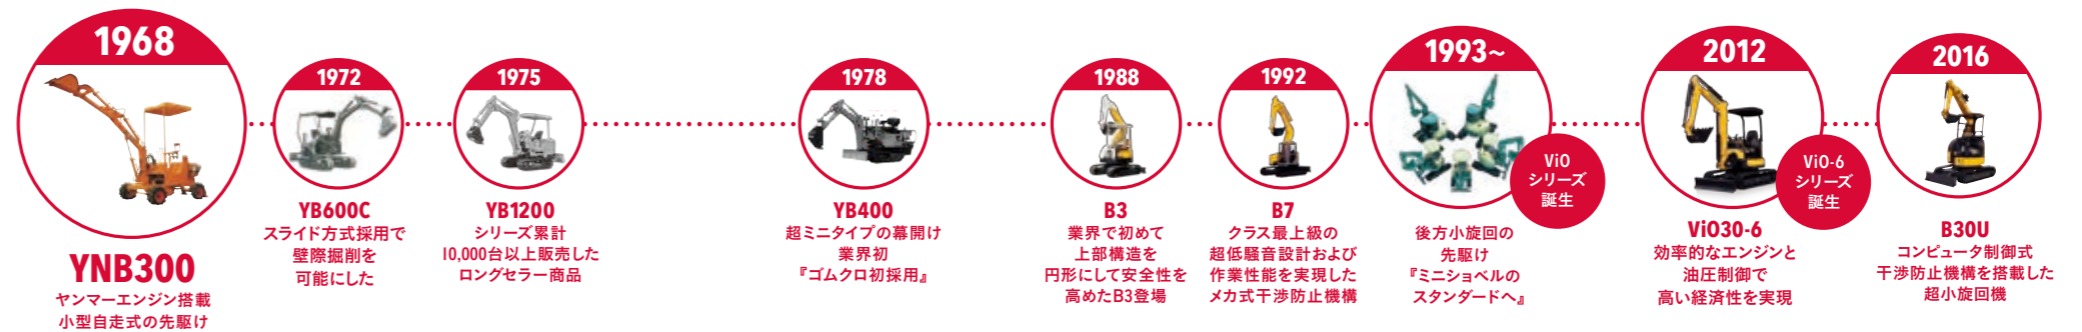 1968
YNB300
ヤンマーエンジン搭載
小型自走式の先駆け
1972
YB600C
スライド方式採用で
壁際掘削を
可能にした
1975
YB1200
シリーズ累計
10,000台以上販売した
ロングセラー商品
1978
YB400
超ミニタイプの幕開け
業界初
『ゴムクロ初採用』
1988
B3
業界で初めて
上部構造を
円形にして安全性を
高めたB3登場
1992
B7
クラス最上級の
超低騒音設計および
作業性能を実現した
メカ式干渉防止機構
1993~
ViO
シリーズ
誕生
後方小旋回の
先駆け
『ミニショベルの
スタンダードへ』
2012
ViO-6
シリーズ
誕生
ViO30-6
効率的なエンジンと
油圧制御で
高い経済性を実現
2016
B30U
コンピュータ制御式
干渉防止機構を搭載した
超小旋回機